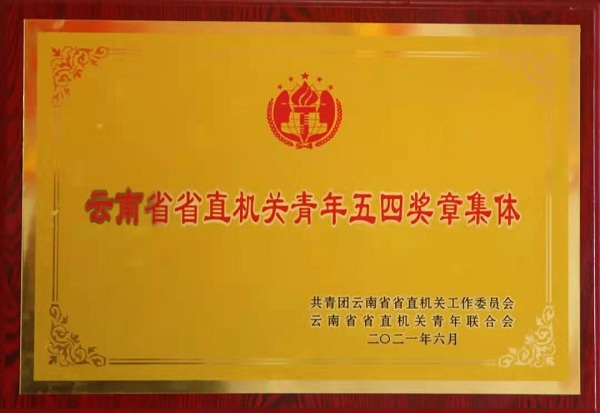 云南省省直机关青年五四奖章集体
共青团云南省省直机关工作委员会
云南省省直机关青年联合会
二〇二一年六月